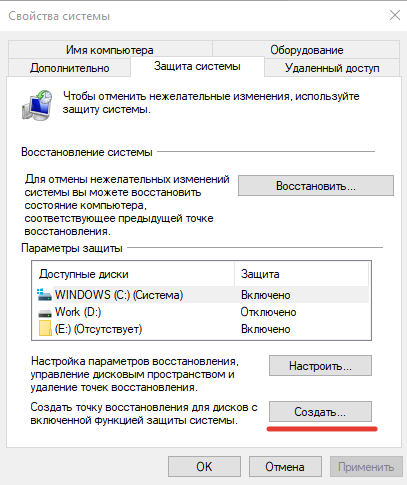 Свойства системы
Имя компьютера
Оборудование
Дополнительно
Защита системы
Удаленный доступ
Чтобы отменить нежелательные изменения, используйте
защиту системы.
Восстановление системы
Для отмены нежелательных изменений
системы вы можете восстановить
состояние компьютера,
соответствующее предыдущей точке
восстановления.
Восстановить...
Параметры защиты
Доступные диски Защита
WINDOWS (C:) (Система) Включено
Work (D:) Отключено
(E:) (Отсутствует) Включено
Настройка параметров восстановления,
управление дисковым пространством и
удаление точек восстановления.
Настроить...
Создать точку восстановления для дисков с
включенной функцией защиты системы.
Создать...
OK Отмена Применить